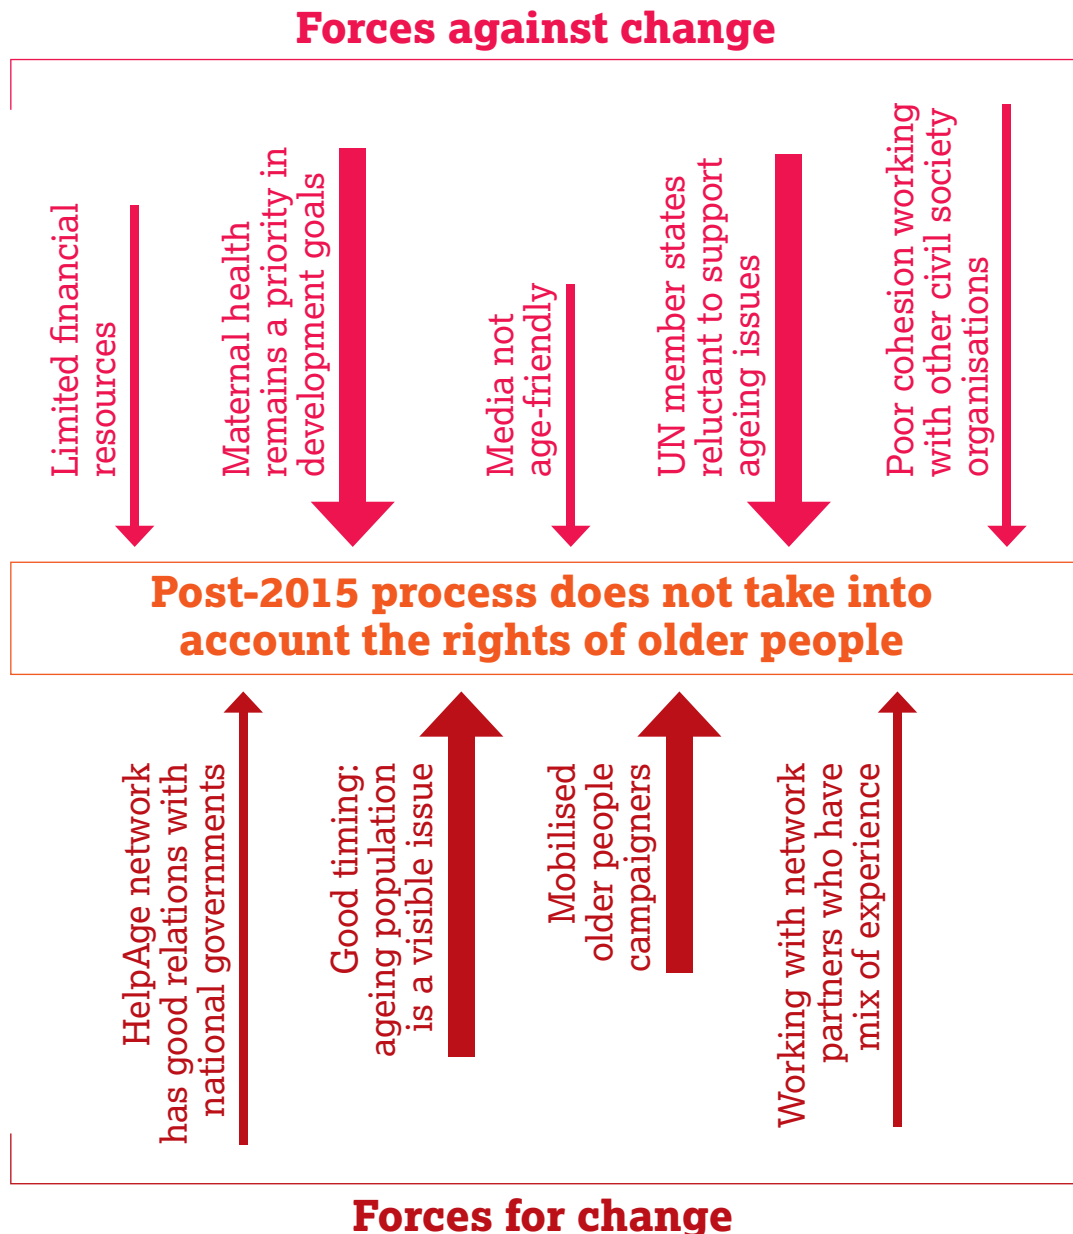 Forces against change
Limited financial
resources
Maternal health
remains a priority in
development goals
Media not
age-friendly
UN member states
reluctant to support
ageing issues
Poor cohesion working
with other civil society
organisations
Post-2015 process does not take into
account the rights of older people
HelpAge network
has good relations with
national governments
Good timing:
ageing population
is a visible issue
Mobilised
older people
campaigners
Working with network
partners who have
mix of experience
Forces for change